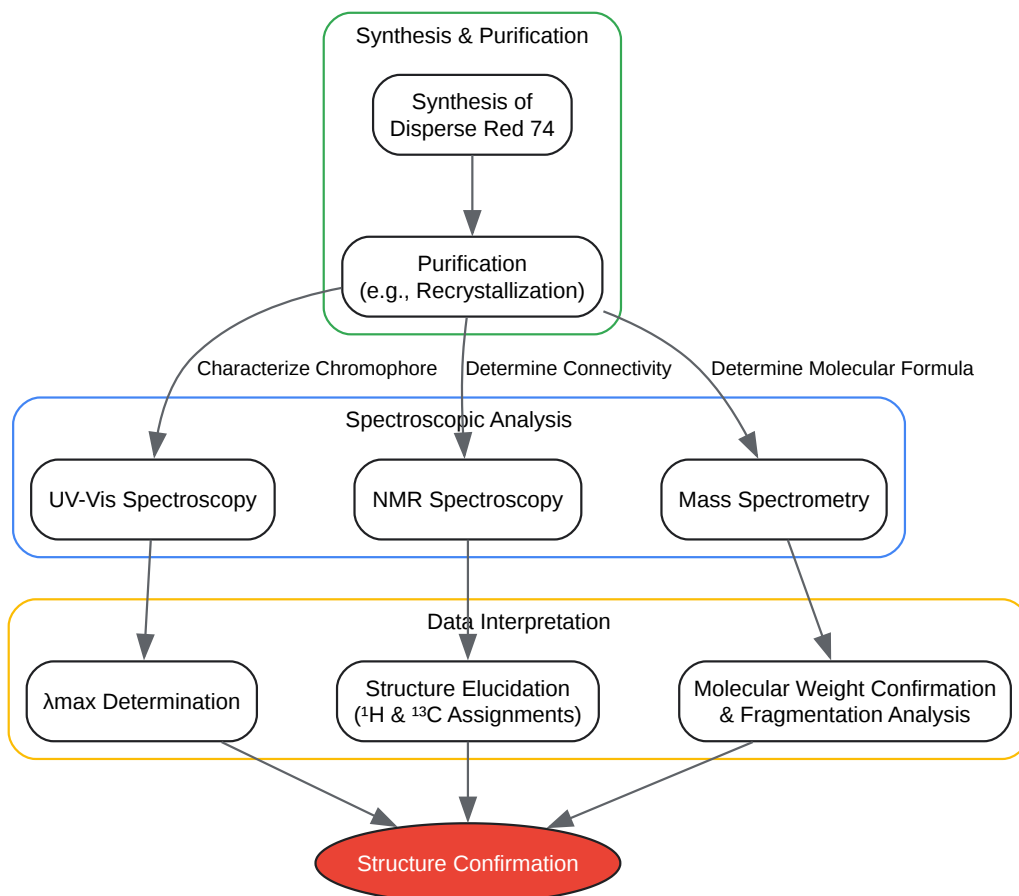 Synthesis & Purification
Synthesis of
Disperse Red 74
Purification
(e.g., Recrystallization)
Characterize Chromophore
Determine Connectivity
Determine Molecular Formula
Spectroscopic Analysis
UV-Vis Spectroscopy
NMR Spectroscopy
Mass Spectrometry
Data Interpretation
λmax Determination
Structure Elucidation
(¹H & ¹³C Assignments)
Molecular Weight Confirmation
& Fragmentation Analysis
Structure Confirmation